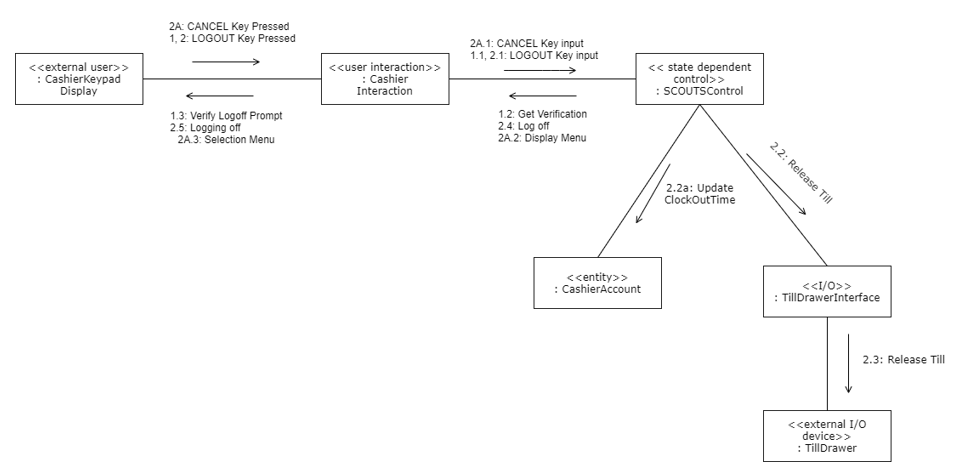 2A: CANCEL Key Pressed
1, 2: LOGOUT Key Pressed
2A.1: CANCEL Key input
1.1, 2.1: LOGOUT Key input
<<external user>>
: CashierKeypad
Display
<<user interaction>>
: Cashier
Interaction
<< state dependent
control>>
: SCOUTSControl
1.3: Verify Logoff Prompt
2.5: Logging off
2A.3: Selection Menu
1.2: Get Verification
2.4: Log off
2A.2: Display Menu
2.2: Release Till
2.2a: Update
ClockOutTime
<<entity>>
: CashierAccount
<<I/O>>
: TillDrawerInterface
2.3: Release Till
<<external I/O
device>>
: TillDrawer